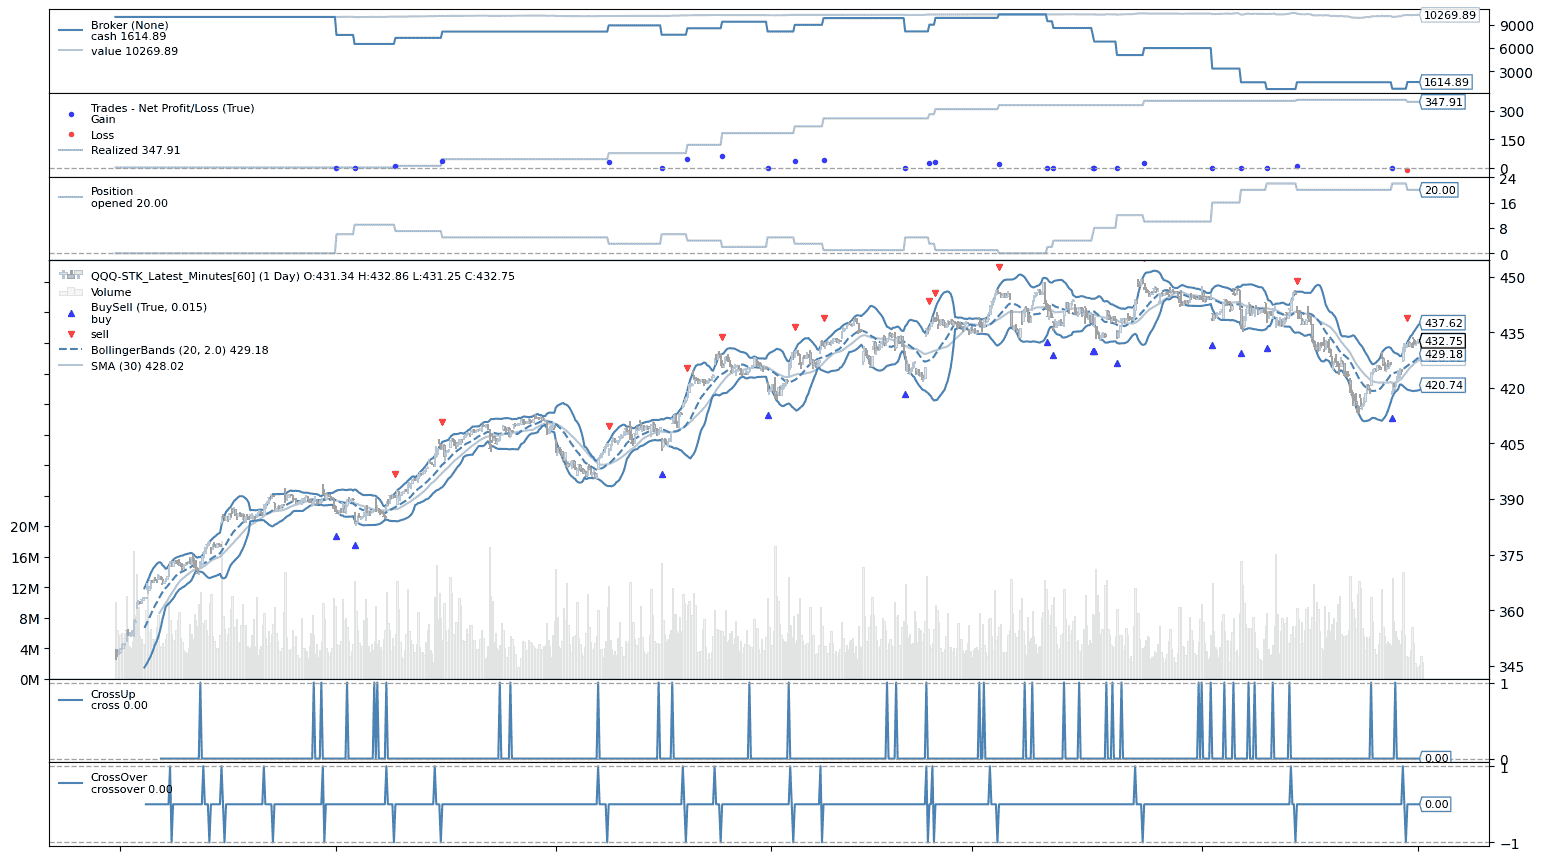 Broker (None)
cash 1614.89
value 10269.89
10269.89
9000
6000
3000
1614.89
Trades - Net Profit/Loss (True)
Gain
Loss
Realized 347.91
347.91
300
150
0
Position
opened 20.00
24
20.00
16
8
0
QQQ-STK_Latest_Minutes[60] (1 Day) O:431.34 H:432.86 L:431.25 C:432.75
Volume
BuySell (True, 0.015)
buy
sell
BollingerBands (20, 2.0) 429.18
SMA (30) 428.02
450
437.62
435
432.75
429.18
420
420.74
405
390
375
360
345
20M
16M
12M
8M
4M
0M
CrossUp
cross 0.00
1
0.00
0
CrossOver
crossover 0.00
1
0.00
−1